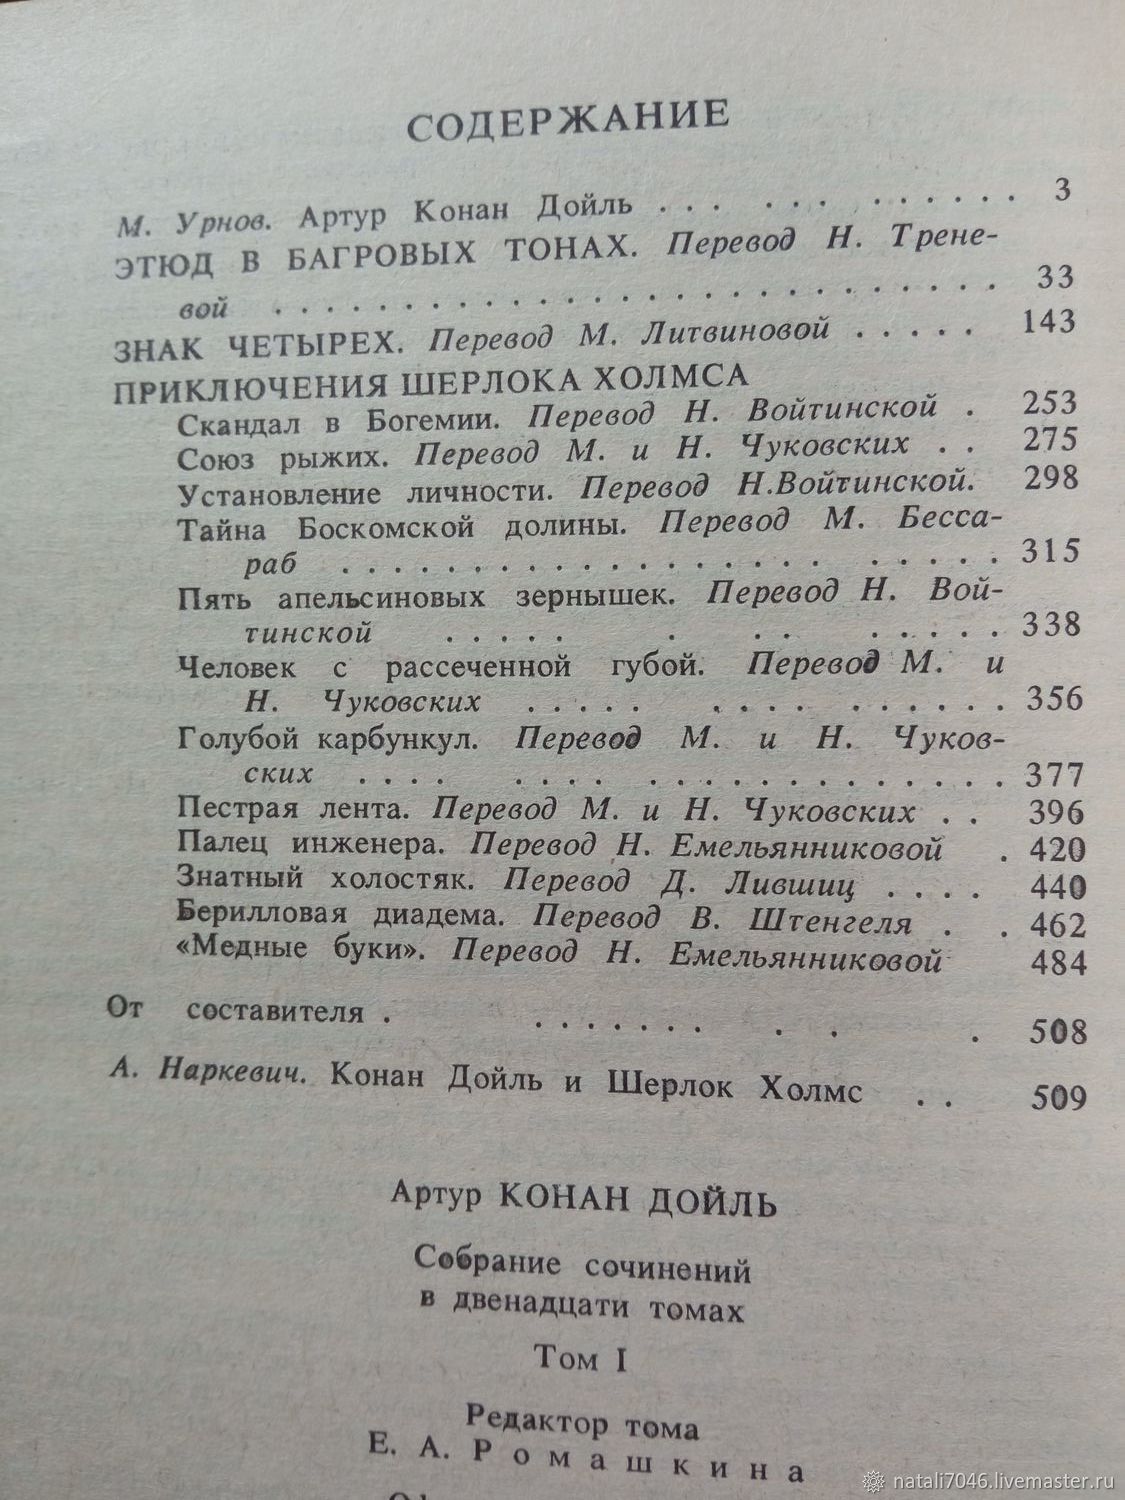 СОДЕРЖАНИЕ
М. Урнов. Артур Конан Дойль . . . . . . . . . . . . 3
ЭТЮД В БАГРОВЫХ ТОНАХ. Перевод Н. Трене-
вой . . . . . . . . . . . . . . . . . . . . . . . . . . . . 33
ЗНАК ЧЕТЫРЕХ. Перевод М. Литвиновой . . . . . 143
ПРИКЛЮЧЕНИЯ ШЕРЛОКА ХОЛМСА
Скандал в Богемии. Перевод Н. Войтинской . 253
Союз рыжих. Перевод М. и Н. Чуковских . . 275
Установление личности. Перевод Н.Войтинской. 298
Тайна Боскомской долины. Перевод М. Бесса-
раб . . . . . . . . . . . . . . . . . . . . . . . . 315
Пять апельсиновых зернышек. Перевод Н. Вой-
тинской . . . . . . . . . . . . . . 338
Человек с рассеченной губой. Перевод М. и
Н. Чуковских . . . . . . . . . . . . . . . 356
Голубой карбункул. Перевод М. и Н. Чуков-
ских . . . . . . . . . . . . . . . . . . . . . . 377
Пестрая лента. Перевод М. и Н. Чуковских . . 396
Палец инженера. Перевод Н. Емельянниковой . 420
Знатный холостяк. Перевод Д. Лившиц . . . . 440
Берилловая диадема. Перевод В. Штенгеля . . 462
«Медные буки». Перевод Н. Емельянниковой 484
От составителя . . . . . . . . . . . 508
А. Наркевич. Конан Дойль и Шерлок Холмс . . 509
Артур КОНАН ДОЙЛЬ
Собрание сочинений
в двенадцати томах
Том I
Редактор тома
Е. А. Ромашкина
natali7046.livemaster.ru